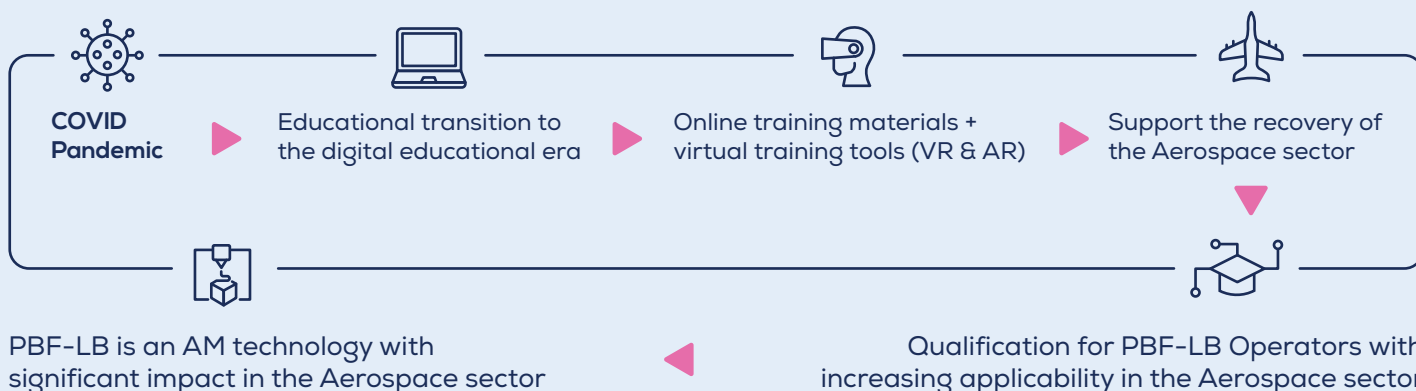 COVID
Pandemic
Educational transition to
the digital educational era
Online training materials +
virtual training tools (VR & AR)
Support the recovery of
the Aerospace sector
Qualification for PBF-LB Operators with
increasing applicability in the Aerospace sector
PBF-LB is an AM technology with
significant impact in the Aerospace sector